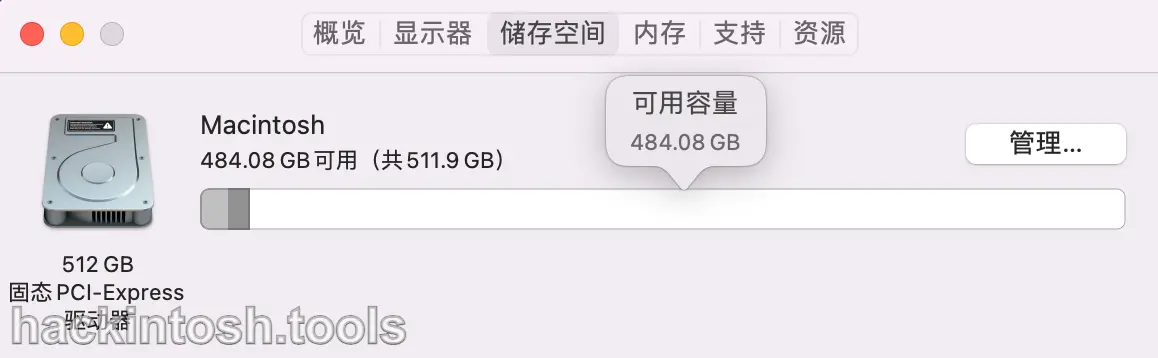 概览
显示器
储存空间
内存
支持
资源
可用容量
484.08 GB
Macintosh
484.08 GB 可用（共 511.9 GB）
管理...
512 GB
固态 PCI-Express
驱动器
hackintosh.tools